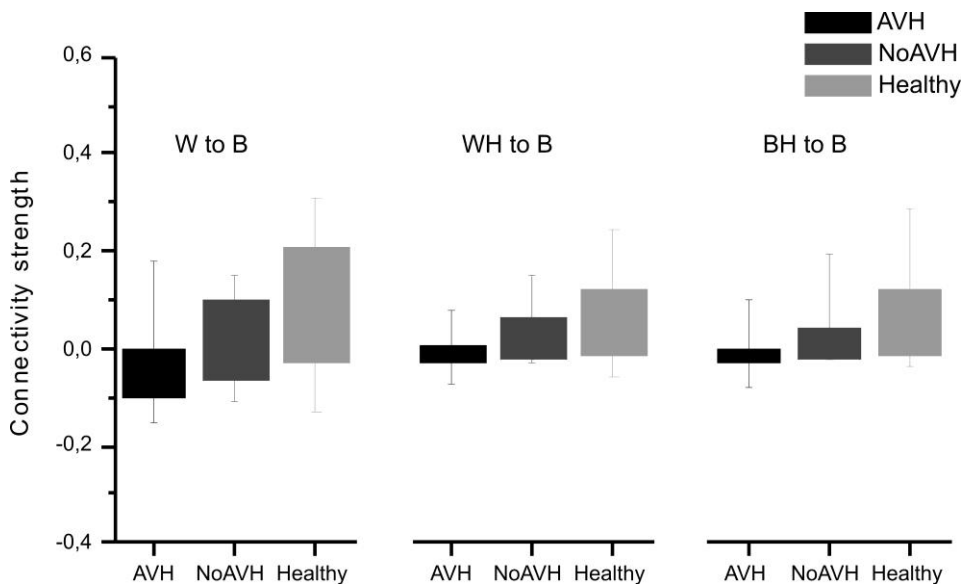 AVH
NoAVH
Healthy
0,6
0,4
0,2
0,0
-0,2
-0,4
Connectivity strength
W to B
WH to B
BH to B
AVH NoAVH Healthy
AVH NoAVH Healthy
AVH NoAVH Healthy